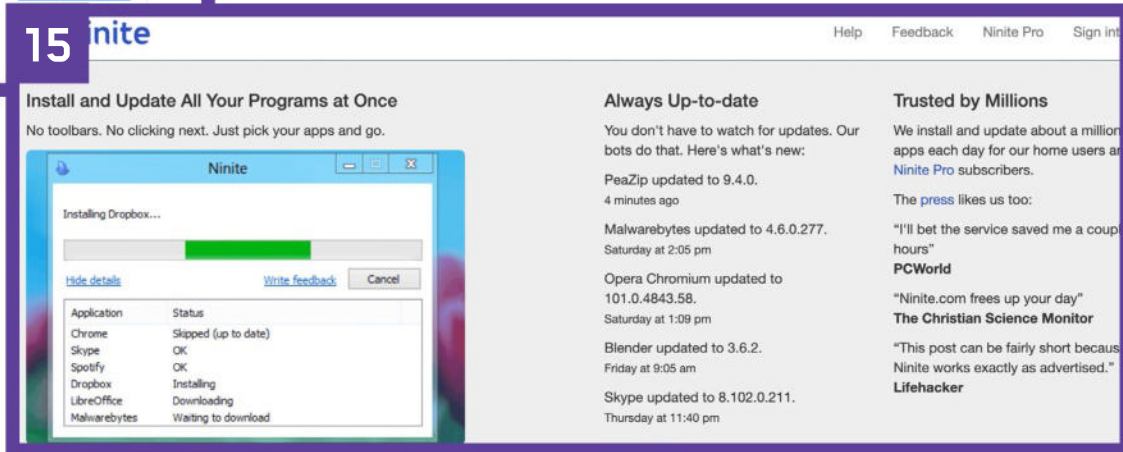 15
inite
Help Feedback Ninite Pro Sign int
Install and Update All Your Programs at Once
No toolbars. No clicking next. Just pick your apps and go.
Ninite
Installing Dropbox...
Hide details Write feedback Cancel
Application Status
Chrome Skipped (up to date)
Skype OK
Spotify OK
Dropbox Installing
LibreOffice Downloading
Malwarebytes Waiting to download
Always Up-to-date
You don't have to watch for updates. Our
bots do that. Here's what's new:
PeaZip updated to 9.4.0.
4 minutes ago
Malwarebytes updated to 4.6.0.277.
Saturday at 2:05 pm
Opera Chromium updated to
101.0.4843.58.
Saturday at 1:09 pm
Blender updated to 3.6.2.
Friday at 9:05 am
Skype updated to 8.102.0.211.
Thursday at 11:40 pm
Trusted by Millions
We install and update about a million
apps each day for our home users an
Ninite Pro subscribers.
The press likes us too:
"I'll bet the service saved me a coupl
hours"
PCWorld
"Ninite.com frees up your day"
The Christian Science Monitor
"This post can be fairly short becaus
Ninite works exactly as advertised."
Lifehacker